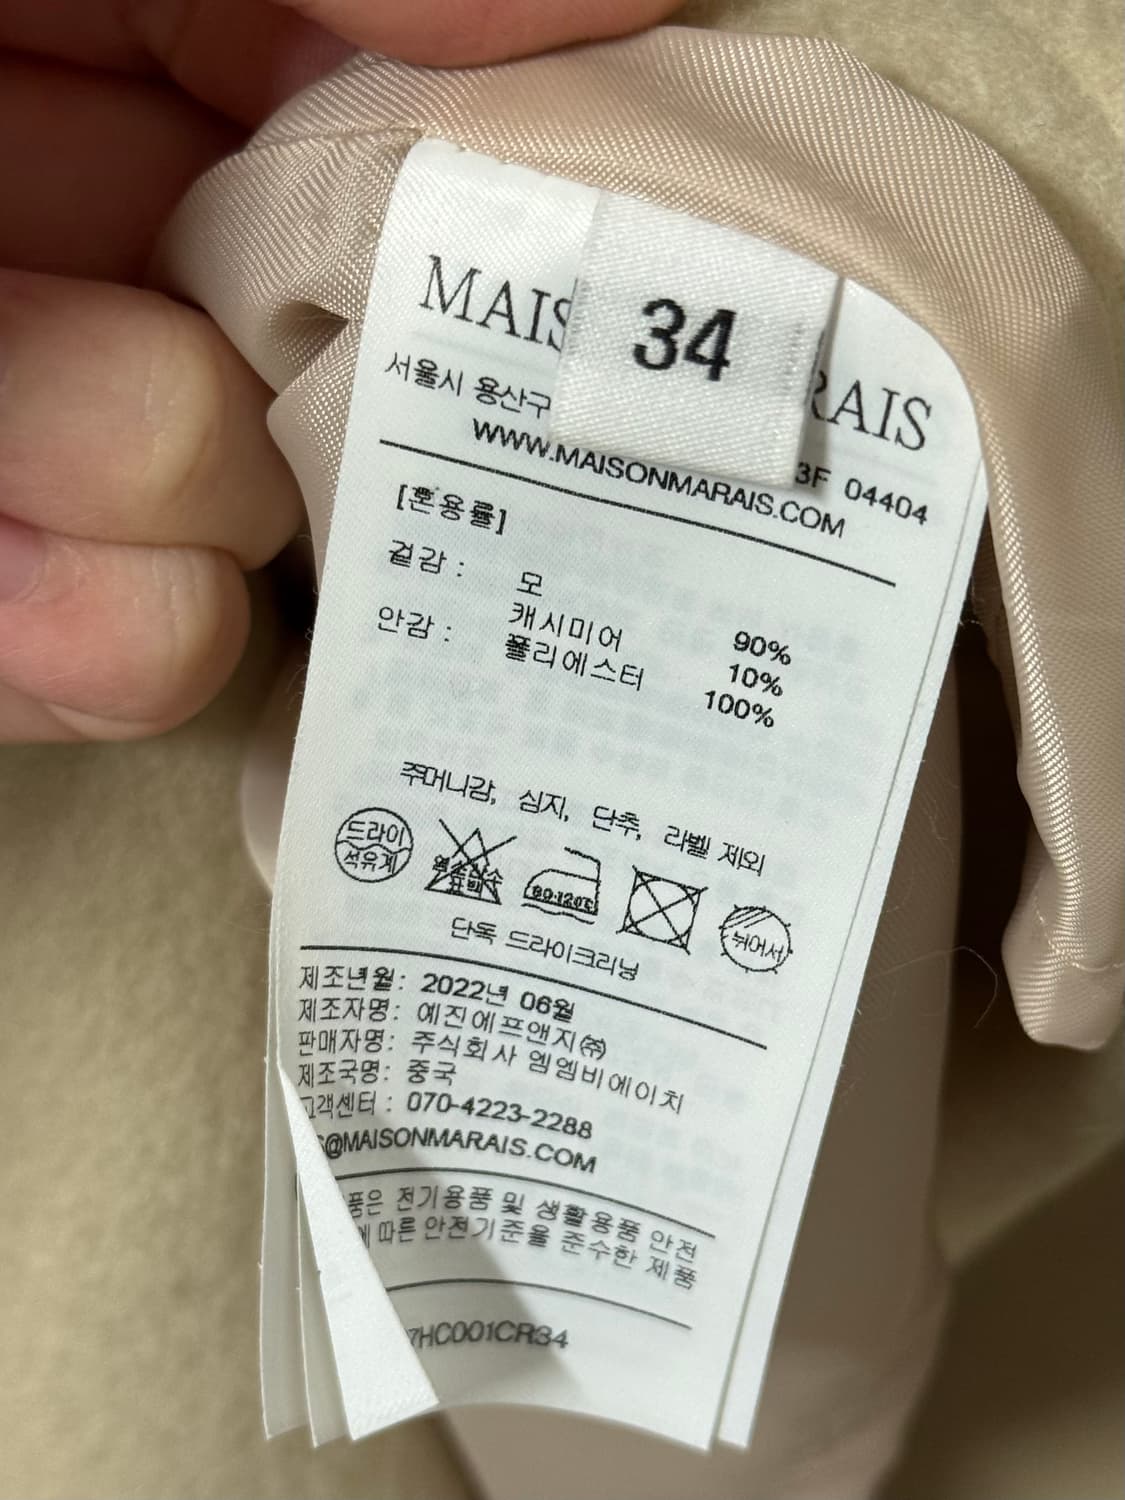 34
MAIS RAIS
서울시 용산구 3F 04404
WWW.MAISONMARAIS.COM
[혼용률]
겉감 : 모 90%
캐시미어 10%
안감 : 폴리에스터 100%
주머니감, 심지, 단추, 라벨 제외
드라이
석유계
염소산소
표백
80-120℃
쉬어서
단독 드라이크리닝
제조년월: 2022년 06월
제조자명: 예진에프앤지㈜
판매자명: 주식회사 엠엠비에이치
제조국명: 중국
고객센터 : 070-4223-2288
S@MAISONMARAIS.COM
품은 전기용품 및 생활용품 안전
에 따른 안전기준을 준수한 제품
7HC001CR34